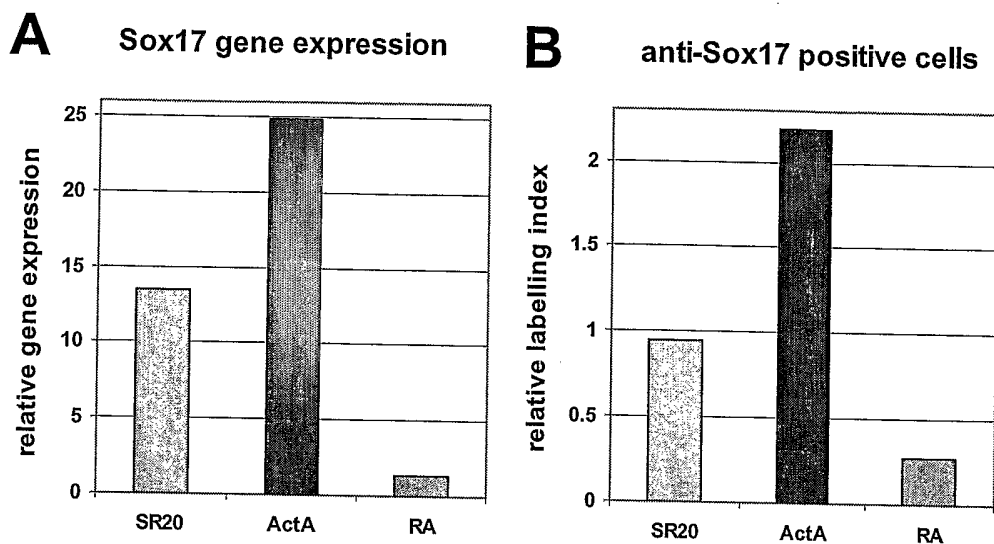 A
Sox17 gene expression
relative gene expression
25
20
15
10
5
0
SR20
ActA
RA
B
anti-Sox17 positive cells
relative labelling index
2
1.5
1
0.5
0
SR20
ActA
RA